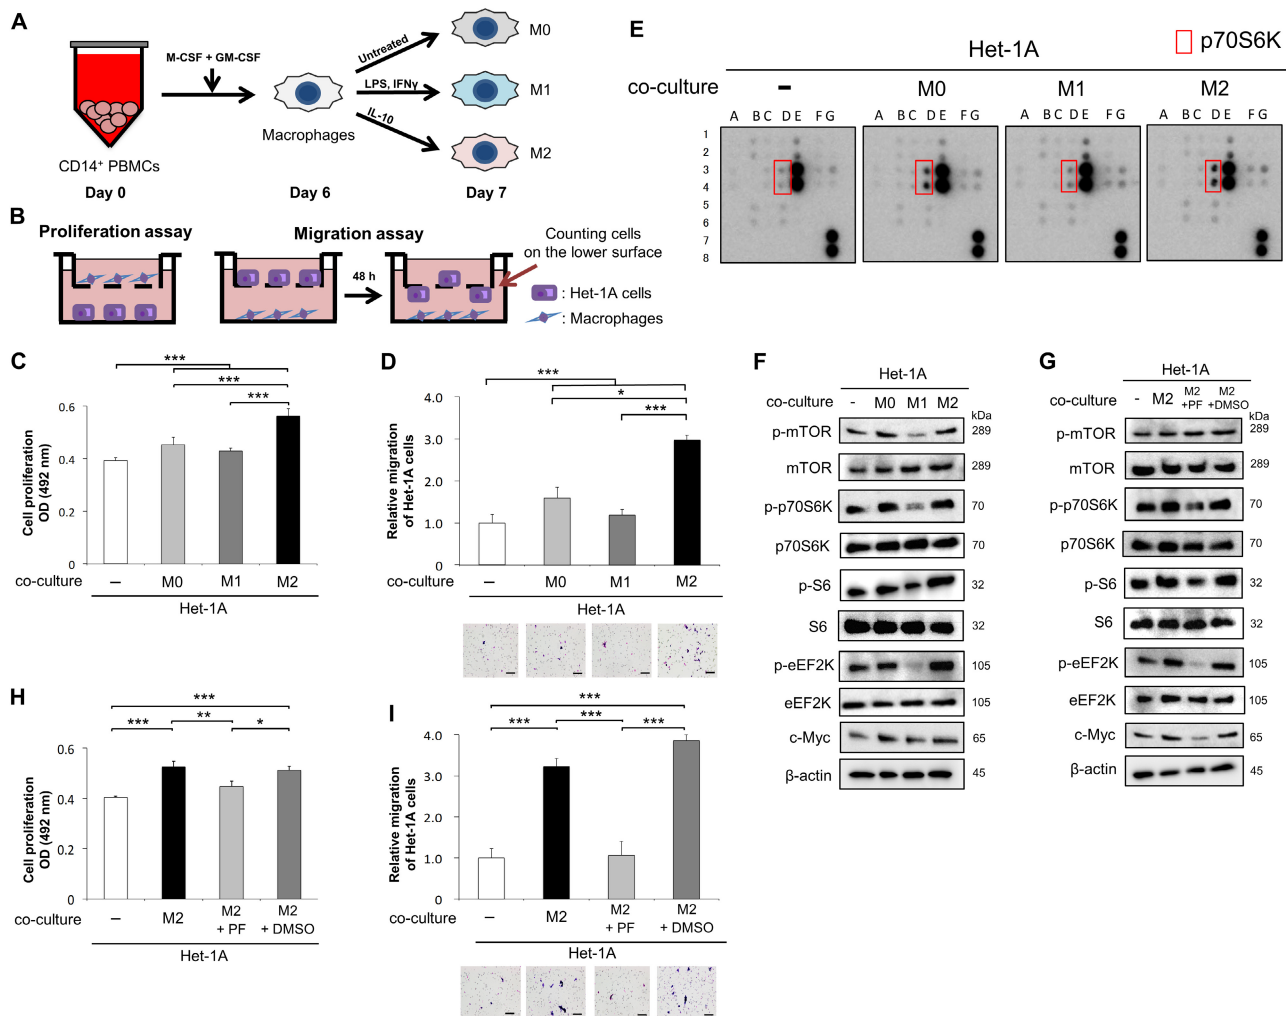 A
M-CSF + GM-CSF
CD14⁺ PBMCs
Macrophages
Untreated
LPS, IFNγ
IL-10
M0
M1
M2
Day 0
Day 6
Day 7
B
Proliferation assay
Migration assay
48 h
Counting cells
on the lower surface
: Het-1A cells
: Macrophages
C
***
***
***
Cell proliferation
OD (492 nm)
0.6
0.4
0.2
0
co-culture
– M0 M1 M2
Het-1A
D
***
*
***
Relative migration
of Het-1A cells
4.0
3.0
2.0
1.0
0
co-culture
– M0 M1 M2
Het-1A
E
Het-1A
p70S6K
co-culture
– M0 M1 M2
A B C D E F G A B C D E F G A B C D E F G A B C D E F G
1
2
3
4
5
6
7
8
F
Het-1A
co-culture - M0 M1 M2
kDa
p-mTOR 289
mTOR 289
p-p70S6K 70
p70S6K 70
p-S6 32
S6 32
p-eEF2K 105
eEF2K 105
c-Myc 65
β-actin 45
G
Het-1A
co-culture - M2 M2 +PF M2 +DMSO
kDa
p-mTOR 289
mTOR 289
p-p70S6K 70
p70S6K 70
p-S6 32
S6 32
p-eEF2K 105
eEF2K 105
c-Myc 65
β-actin 45
H
***
*** ** *
Cell proliferation
OD (492 nm)
0.6
0.4
0.2
0
co-culture
– M2 M2 + PF M2 + DMSO
Het-1A
I
***
*** *** ***
Relative migration
of Het-1A cells
4.0
3.0
2.0
1.0
0
co-culture
– M2 M2 + PF M2 + DMSO
Het-1A